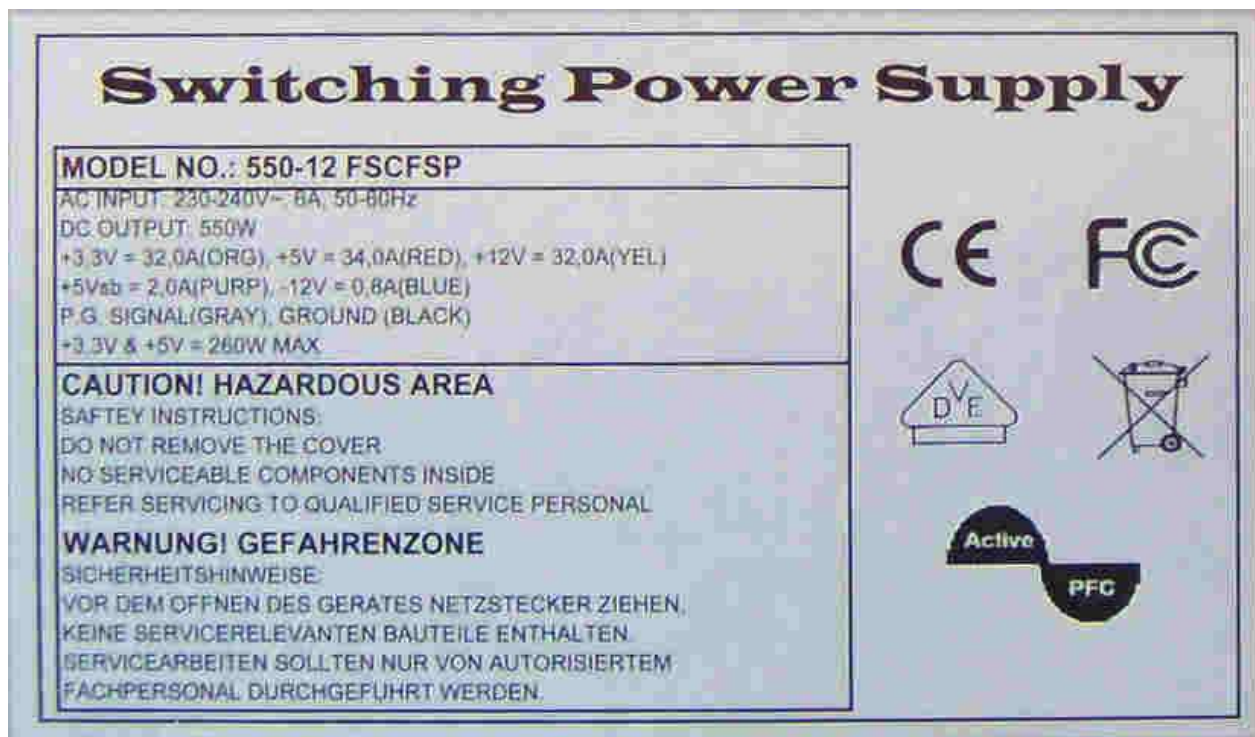 Switching Power Supply
MODEL NO.: 550-12 FSCFSP
AC INPUT: 230-240V~, 8A, 50-60Hz
DC OUTPUT: 550W
+3,3V = 32,0A(ORG), +5V = 34,0A(RED), +12V = 32,0A(YEL)
+5Vsb = 2,0A(PURP), -12V = 0,8A(BLUE)
P.G. SIGNAL(GRAY), GROUND (BLACK)
+3.3V & +5V = 260W MAX
CAUTION! HAZARDOUS AREA
SAFTEY INSTRUCTIONS:
DO NOT REMOVE THE COVER
NO SERVICEABLE COMPONENTS INSIDE
REFER SERVICING TO QUALIFIED SERVICE PERSONAL
WARNUNG! GEFAHRENZONE
SICHERHEITSHINWEISE:
VOR DEM OFFNEN DES GERATES NETZSTECKER ZIEHEN.
KEINE SERVICERELEVANTEN BAUTEILE ENTHALTEN.
SERVICEARBEITEN SOLLTEN NUR VON AUTORISIERTEM
FACHPERSONAL DURCHGEFUHRT WERDEN.
CE FC
DVE
Active
PFC